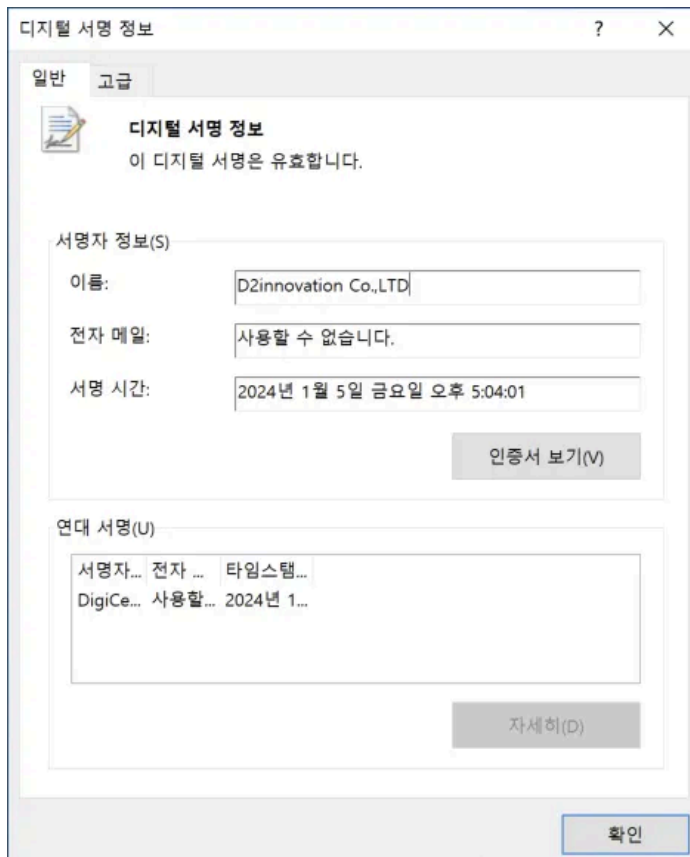 디지털 서명 정보
?
일반
고급
디지털 서명 정보
이 디지털 서명은 유효합니다.
서명자 정보(S)
이름:
D2innovation Co.,LTD
전자 메일:
사용할 수 없습니다.
서명 시간:
2024년 1월 5일 금요일 오후 5:04:01
인증서 보기(V)
연대 서명(U)
서명자... 전자 ... 타임스탬...
DigiCe... 사용할... 2024년 1...
자세히(D)
확인